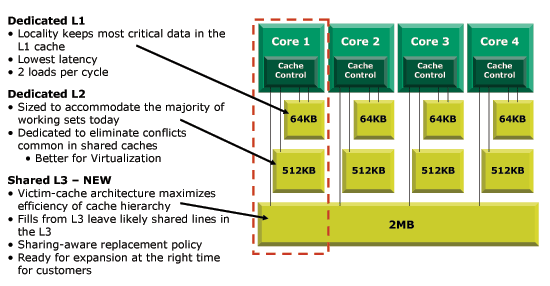 Dedicated L1
• Locality keeps most critical data in the
L1 cache
• Lowest latency
• 2 loads per cycle
Dedicated L2
• Sized to accommodate the majority of
working sets today
• Dedicated to eliminate conflicts
common in shared caches
• Better for Virtualization
Shared L3 – NEW
• Victim-cache architecture maximizes
efficiency of cache hierarchy
• Fills from L3 leave likely shared lines in
the L3
• Sharing-aware replacement policy
• Ready for expansion at the right time
for customers
Core 1 Core 2 Core 3 Core 4
Cache Cache Cache Cache
Control Control Control Control
64KB 64KB 64KB 64KB
512KB 512KB 512KB 512KB
2MB